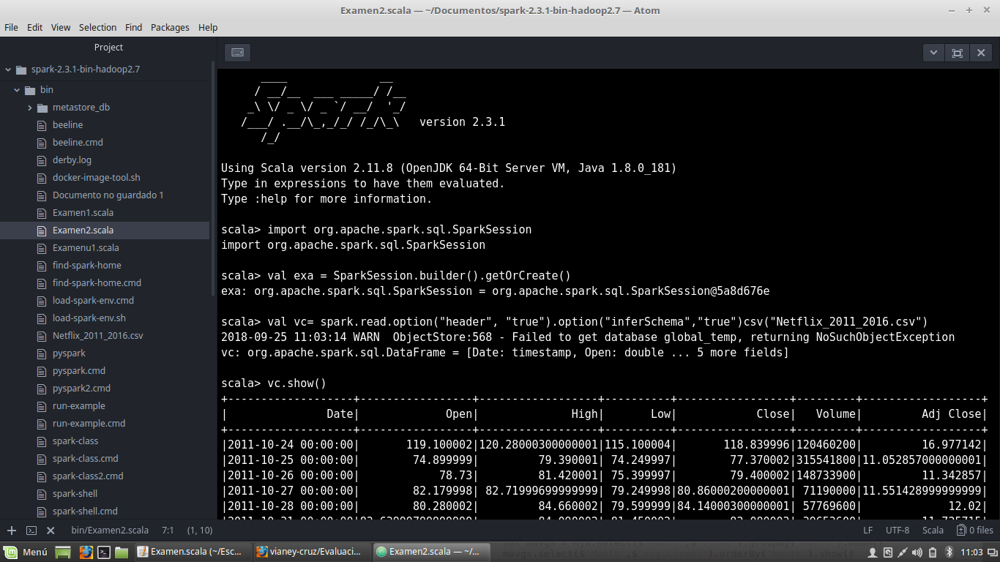 Examen2.scala — ~/Documentos/spark-2.3.1-bin-hadoop2.7 — Atom
File Edit View Selection Find Packages Help
Project
spark-2.3.1-bin-hadoop2.7
bin
metastore_db
beeline
beeline.cmd
derby.log
docker-image-tool.sh
Documento no guardado 1
Examen1.scala
Examen2.scala
Examenu1.scala
find-spark-home
find-spark-home.cmd
load-spark-env.cmd
load-spark-env.sh
Netflix_2011_2016.csv
pyspark
pyspark.cmd
pyspark2.cmd
run-example
run-example.cmd
spark-class
spark-class.cmd
spark-class2.cmd
spark-shell
spark-shell.cmd
version 2.3.1
Using Scala version 2.11.8 (OpenJDK 64-Bit Server VM, Java 1.8.0_181)
Type in expressions to have them evaluated.
Type :help for more information.
scala> import org.apache.spark.sql.SparkSession
import org.apache.spark.sql.SparkSession
scala> val exa = SparkSession.builder().getOrCreate()
exa: org.apache.spark.sql.SparkSession = org.apache.spark.sql.SparkSession@5a8d676e
scala> val vc= spark.read.option("header", "true").option("inferSchema","true")csv("Netflix_2011_2016.csv")
2018-09-25 11:03:14 WARN  ObjectStore:568 - Failed to get database global_temp, returning NoSuchObjectException
vc: org.apache.spark.sql.DataFrame = [Date: timestamp, Open: double ... 5 more fields]
scala> vc.show()
+-------------------+-----------------+------------------+----------+-----------------+---------+------------------+
|               Date|             Open|              High|       Low|            Close|   Volume|         Adj Close|
+-------------------+-----------------+------------------+----------+-----------------+---------+------------------+
|2011-10-24 00:00:00|       119.100002|120.28000300000001|115.100004|       118.839996|120460200|         16.977142|
|2011-10-25 00:00:00|        74.899999|         79.390001| 74.249997|        77.370002|315541800|11.052857000000001|
|2011-10-26 00:00:00|            78.73|         81.420001| 75.399997|        79.400002|148733900|         11.342857|
|2011-10-27 00:00:00|        82.179998| 82.71999699999999| 79.249998|80.86000200000001| 71190000|11.551428999999999|
|2011-10-28 00:00:00|        80.280002|         84.660002| 79.599999|84.14000300000001| 57769600|             12.02|
bin/Examen2.scala 7:1 (1, 10) LF UTF-8 Scala 0 files
Menú Examen.scala (~/Esc... vianey-cruz/Evaluaci... Examen2.scala — ~/... 11:03